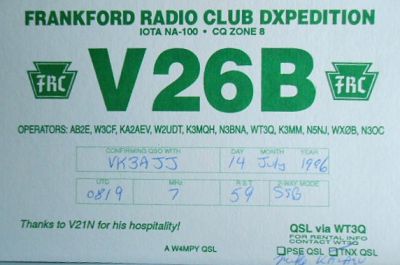 FRANKFORD RADIO CLUB DXPEDITION
IOTA NA-100 • CQ ZONE 8
FRC V26B FRC
OPERATORS: AB2E, W3CF, KA2AEV, W2UDT, K3MQH, N3BNA, WT3Q, K3MM, N5NJ, WXØB, N3OC
CONFIRMING QSO WITH DAY MONTH YEAR
VK3AJJ 14 July 1996
UTC MHz R S T 2-WAY MODE
0819 7 59 SSB
Thanks to V21N for his hospitality!
QSL via WT3Q
FOR RENTAL INFO
CONTACT WT3Q
A W4MPY QSL
PSE QSL TNX QSL